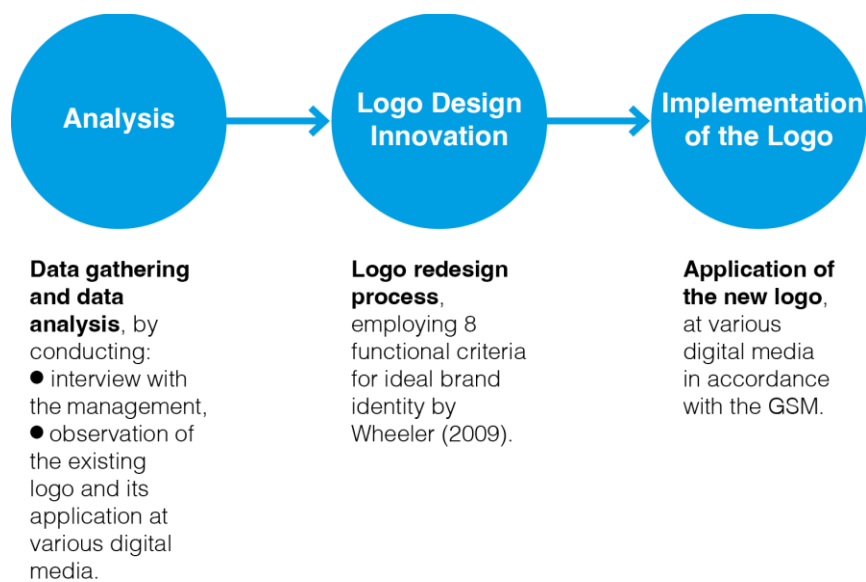 Analysis
Logo Design
Innovation
Implementation
of the Logo
Data gathering
and data
analysis, by
conducting:
● interview with
the management,
● observation of
the existing
logo and its
application at
various digital
media.
Logo redesign
process,
employing 8
functional criteria
for ideal brand
identity by
Wheeler (2009).
Application of
the new logo,
at various
digital media
in accordance
with the GSM.